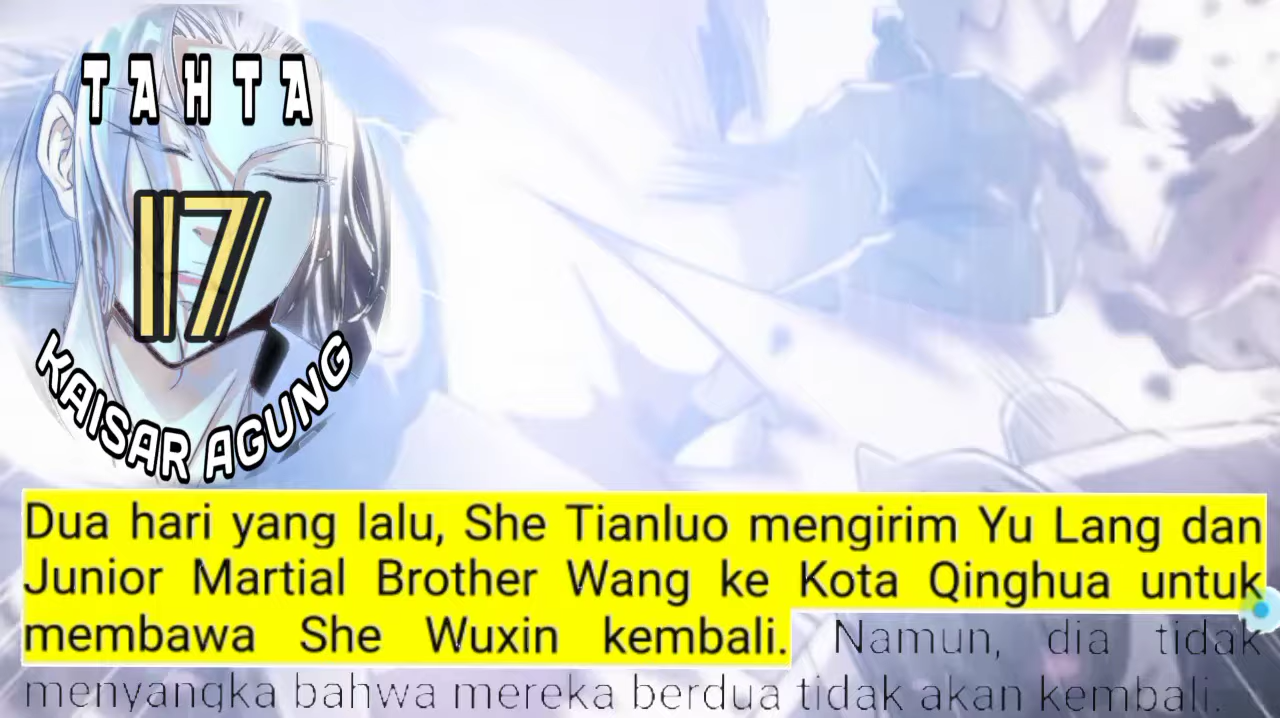 TAHTA
17
KAISAR AGUNG
Dua hari yang lalu, She Tianluo mengirim Yu Lang dan
Junior Martial Brother Wang ke Kota Qinghua untuk
membawa She Wuxin kembali. Namun, dia tidak
menyangka bahwa mereka berdua tidak akan kembali.